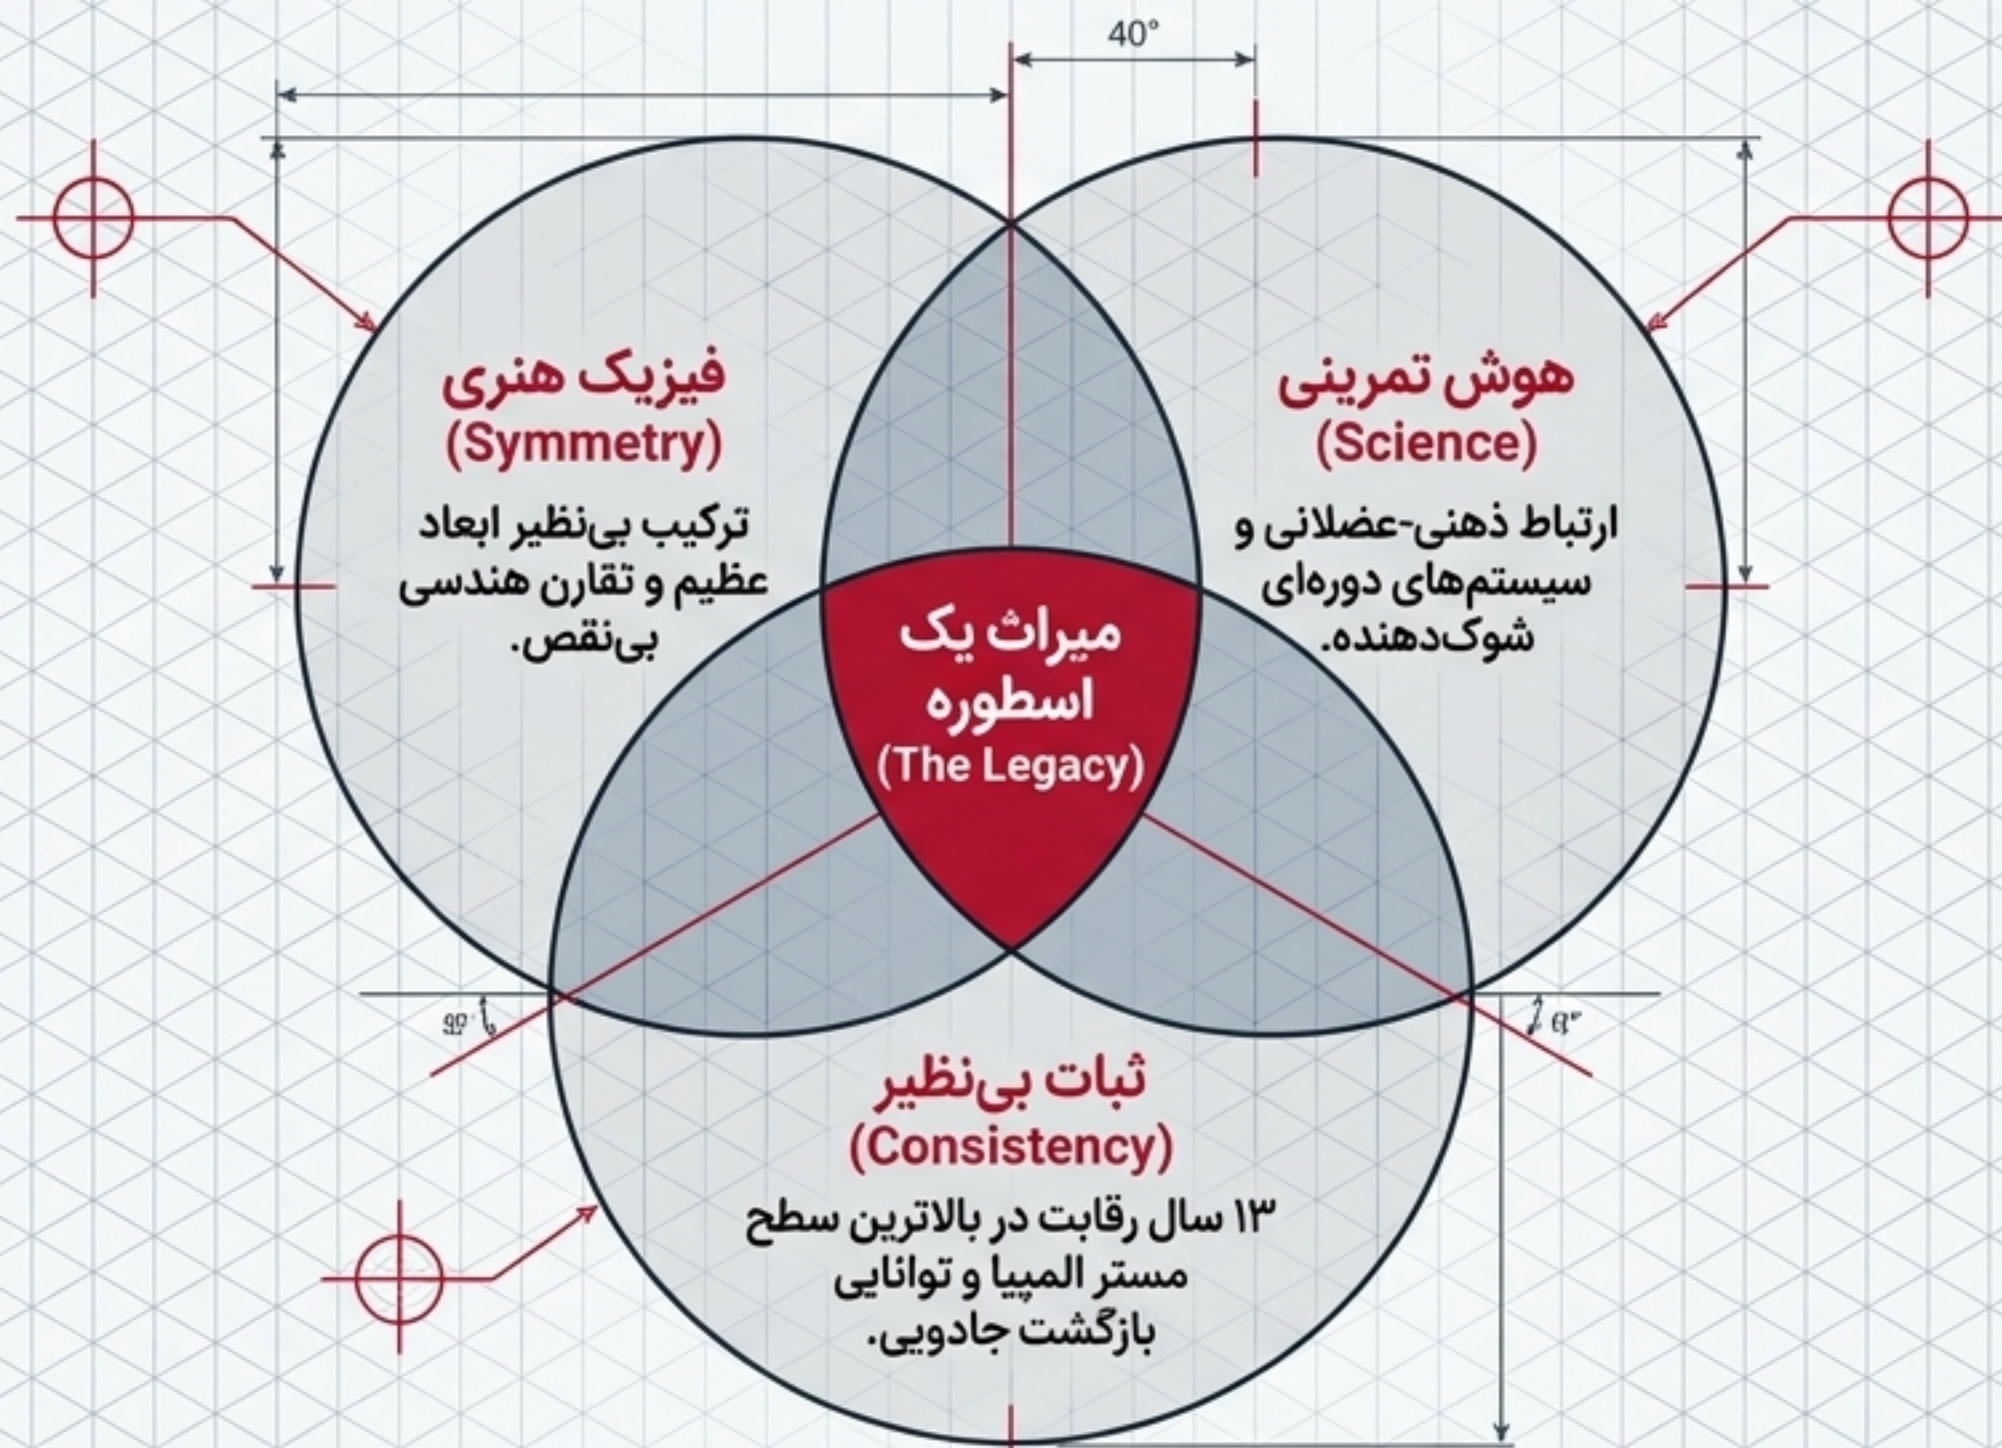 40°
هوش تمرینی
(Science)
ارتباط ذهنی-عضلانی و
سیستم‌های دوره‌ای
شوک‌دهنده.
فیزیک هنری
(Symmetry)
ترکیب بی‌نظیر ابعاد
عظیم و تقارن هندسی
بی‌نقص.
میراث یک
اسطوره
(The Legacy)
ثبات بی‌نظیر
(Consistency)
۱۳ سال رقابت در بالاترین سطح
مستر المپیا و توانایی
بازگشت جادویی.